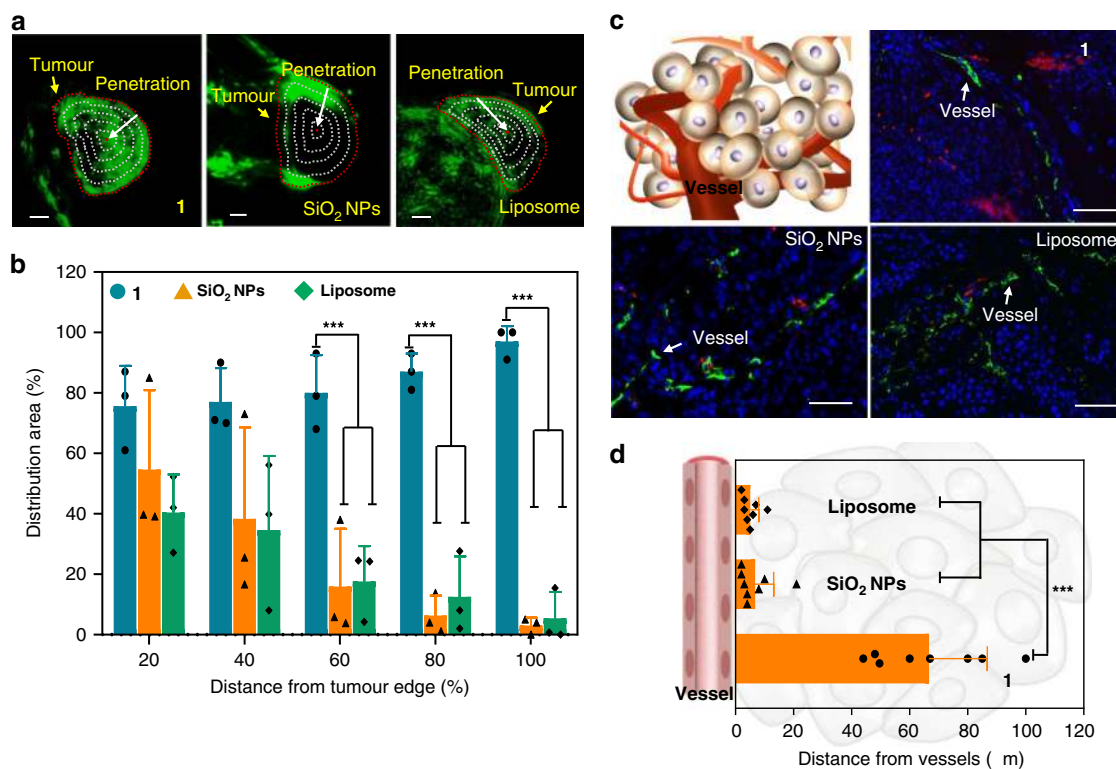 a
Tumour
Penetration
1
Penetration
Tumour
SiO₂ NPs
Penetration
Tumour
Liposome
b
120
100
80
60
40
20
0
Distribution area (%)
1
SiO₂ NPs
Liposome
***
***
***
20
40
60
80
100
Distance from tumour edge (%)
c
Vessel
1
Vessel
SiO₂ NPs
Vessel
Liposome
Vessel
d
Liposome
SiO₂ NPs
***
1
Vessel
0
20
40
60
80
100
120
Distance from vessels ( m)